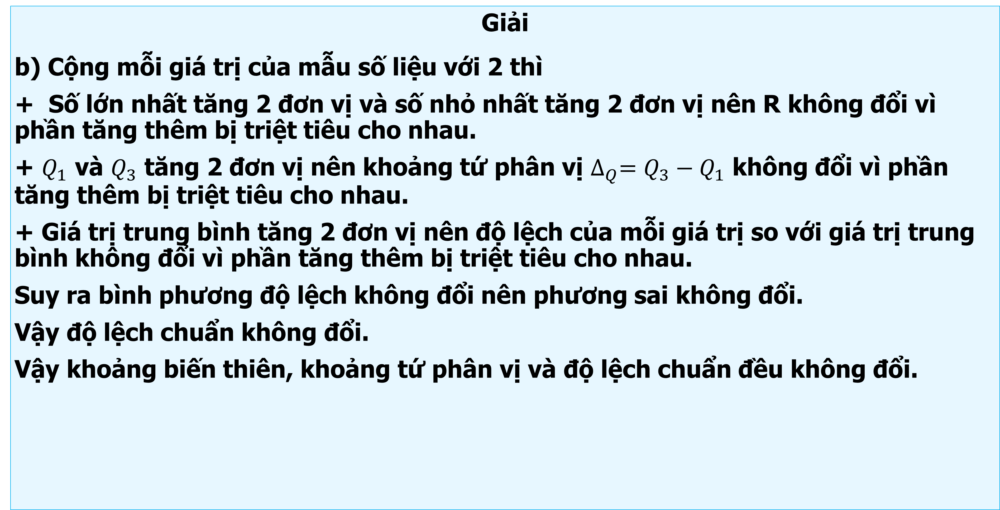 Giải
b) Cộng mỗi giá trị của mẫu số liệu với 2 thì
+ Số lớn nhất tăng 2 đơn vị và số nhỏ nhất tăng 2 đơn vị nên R không đổi vì
phần tăng thêm bị triệt tiêu cho nhau.
+ Q₁ và Q₃ tăng 2 đơn vị nên khoảng tứ phân vị Δ_Q = Q₃ − Q₁ không đổi vì phần
tăng thêm bị triệt tiêu cho nhau.
+ Giá trị trung bình tăng 2 đơn vị nên độ lệch của mỗi giá trị so với giá trị trung
bình không đổi vì phần tăng thêm bị triệt tiêu cho nhau.
Suy ra bình phương độ lệch không đổi nên phương sai không đổi.
Vậy độ lệch chuẩn không đổi.
Vậy khoảng biến thiên, khoảng tứ phân vị và độ lệch chuẩn đều không đổi.